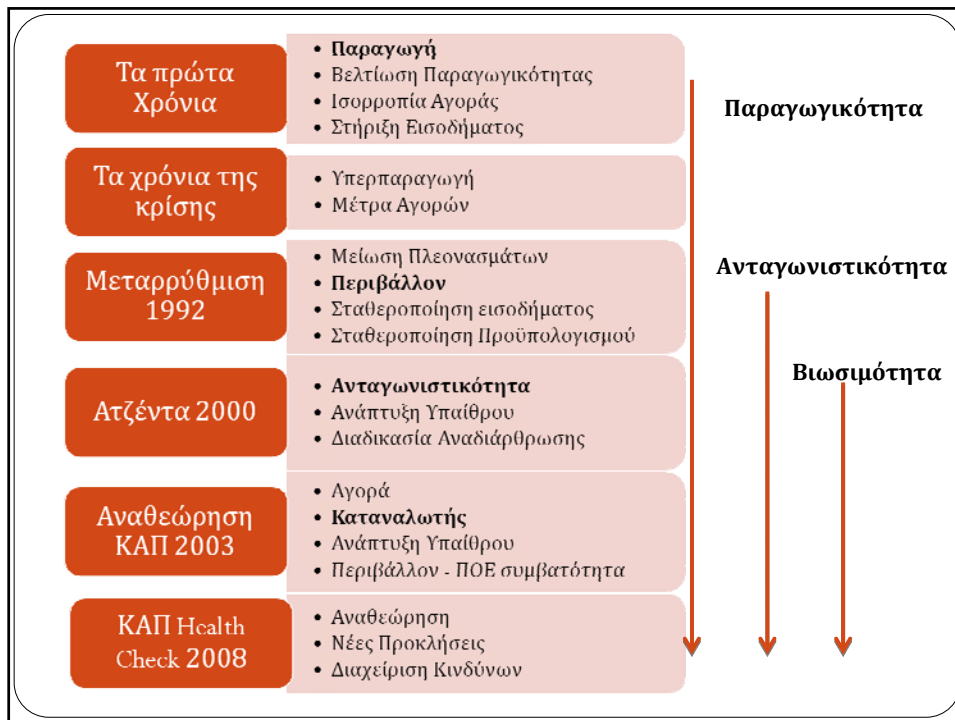 Τα πρώτα
Χρόνια
• Παραγωγή
• Βελτίωση Παραγωγικότητας
• Ισορροπία Αγοράς
• Στήριξη Εισοδήματος
Παραγωγικότητα
Τα χρόνια της
κρίσης
• Υπερπαραγωγή
• Μέτρα Αγορών
Μεταρρύθμιση
1992
• Μείωση Πλεονασμάτων
• Περιβάλλον
• Σταθεροποίηση εισοδήματος
• Σταθεροποίηση Προϋπολογισμού
Ανταγωνιστικότητα
Βιωσιμότητα
Ατζέντα 2000
• Ανταγωνιστικότητα
• Ανάπτυξη Υπαίθρου
• Διαδικασία Αναδιάρθρωσης
Αναθεώρηση
ΚΑΠ 2003
• Αγορά
• Καταναλωτής
• Ανάπτυξη Υπαίθρου
• Περιβάλλον - ΠΟΕ συμβατότητα
ΚΑΠ Health
Check 2008
• Αναθεώρηση
• Νέες Προκλήσεις
• Διαχείριση Κινδύνων